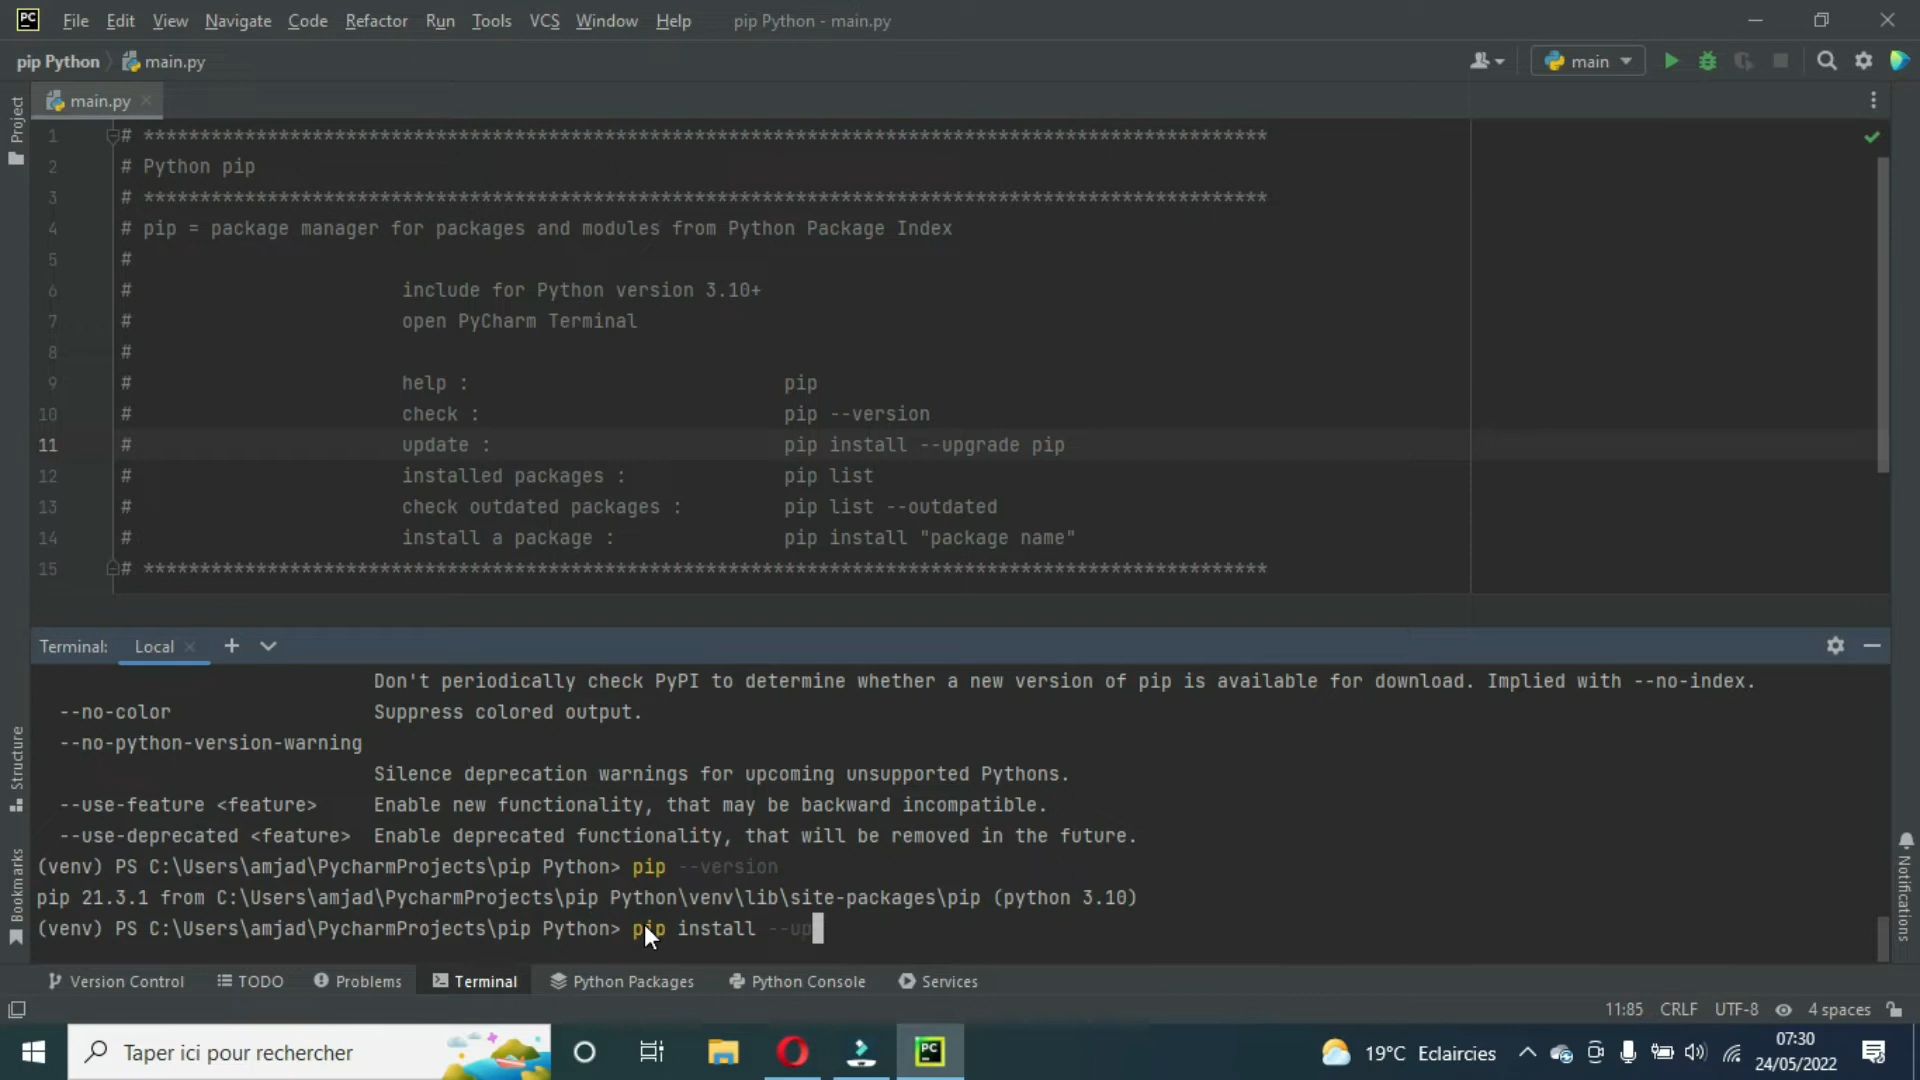 PC File Edit View Navigate Code Refactor Run Tools VCS Window Help pip Python - main.py
pip Python main.py main
Project main.py
1 # ****************************************************************************************************
2 # Python pip
3 # ****************************************************************************************************
4 # pip = package manager for packages and modules from Python Package Index
5 #
6 # include for Python version 3.10+
7 # open PyCharm Terminal
8 #
9 # help : pip
10 # check : pip --version
11 # update : pip install --upgrade pip
12 # installed packages : pip list
13 # check outdated packages : pip list --outdated
14 # install a package : pip install "package name"
15 # ****************************************************************************************************
Terminal: Local
Don't periodically check PyPI to determine whether a new version of pip is available for download. Implied with --no-index.
--no-color Suppress colored output.
--no-python-version-warning
Silence deprecation warnings for upcoming unsupported Pythons.
--use-feature <feature> Enable new functionality, that may be backward incompatible.
--use-deprecated <feature> Enable deprecated functionality, that will be removed in the future.
(venv) PS C:\Users\amjad\PycharmProjects\pip Python> pip --version
pip 21.3.1 from C:\Users\amjad\PycharmProjects\pip Python\venv\lib\site-packages\pip (python 3.10)
(venv) PS C:\Users\amjad\PycharmProjects\pip Python> pip install --up
Structure
Bookmarks
Notifications
Version Control TODO Problems Terminal Python Packages Python Console Services
11:85 CRLF UTF-8 4 spaces
Taper ici pour rechercher PC 19°C Eclaircies 07:30
24/05/2022